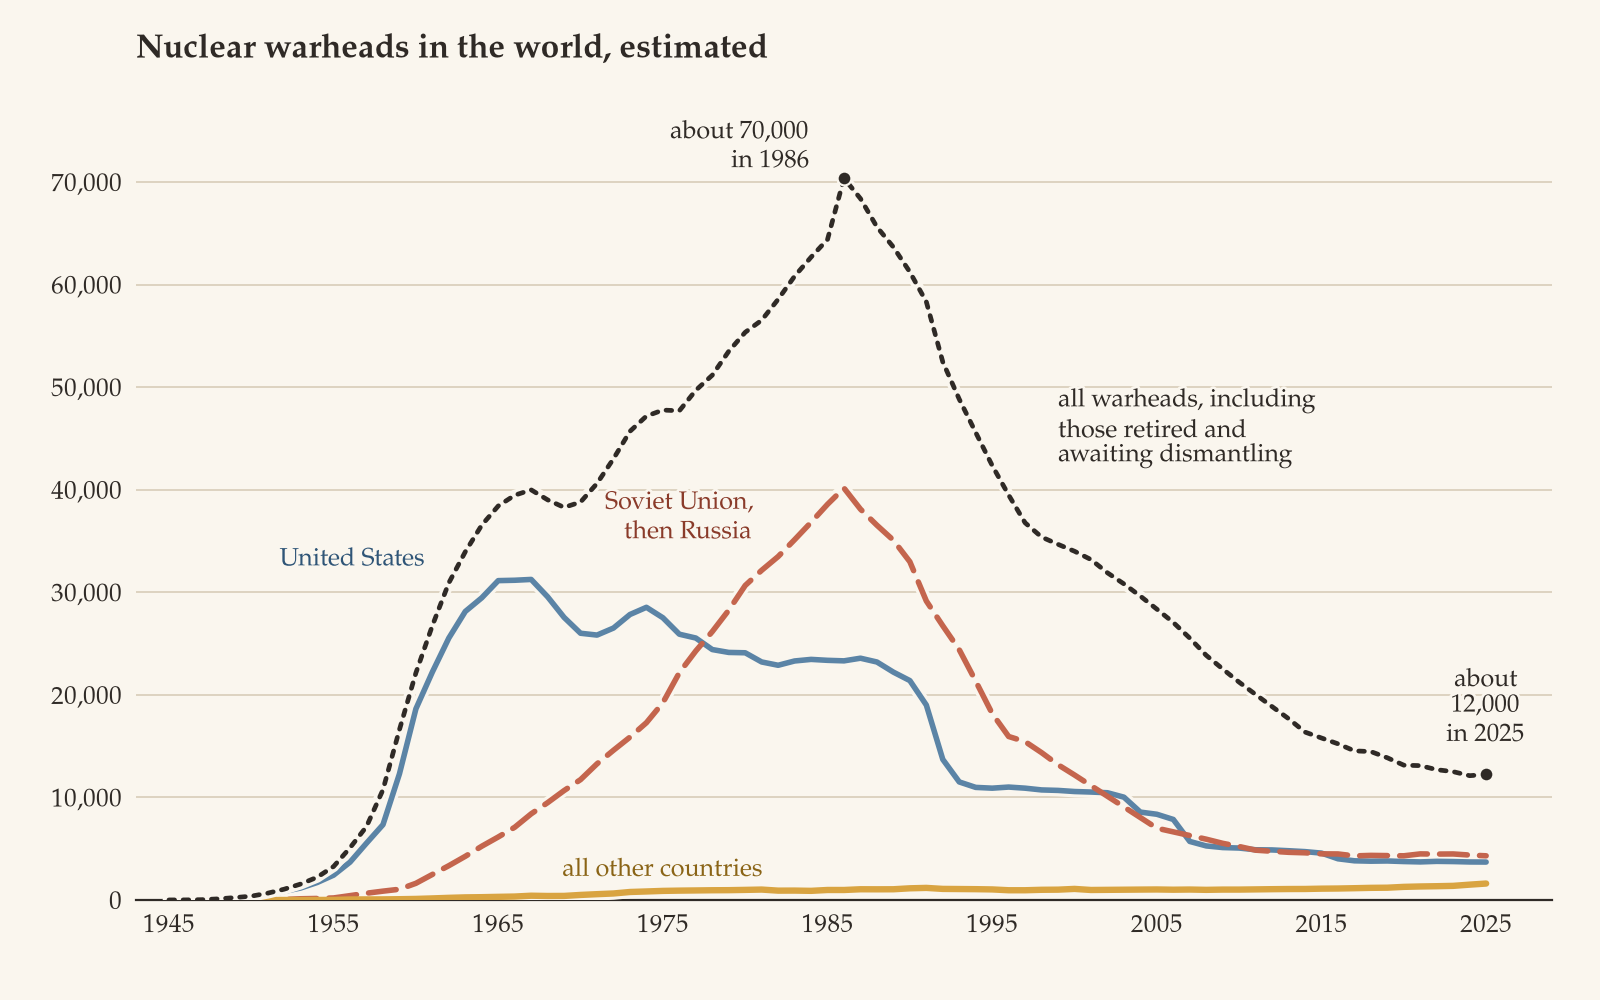 Nuclear warheads in the world, estimated
about 70,000
in 1986
70,000
60,000
50,000
all warheads, including
those retired and
awaiting dismantling
40,000
Soviet Union,
then Russia
United States
30,000
about
12,000
in 2025
20,000
10,000
all other countries
0
1945 1955 1965 1975 1985 1995 2005 2015 2025